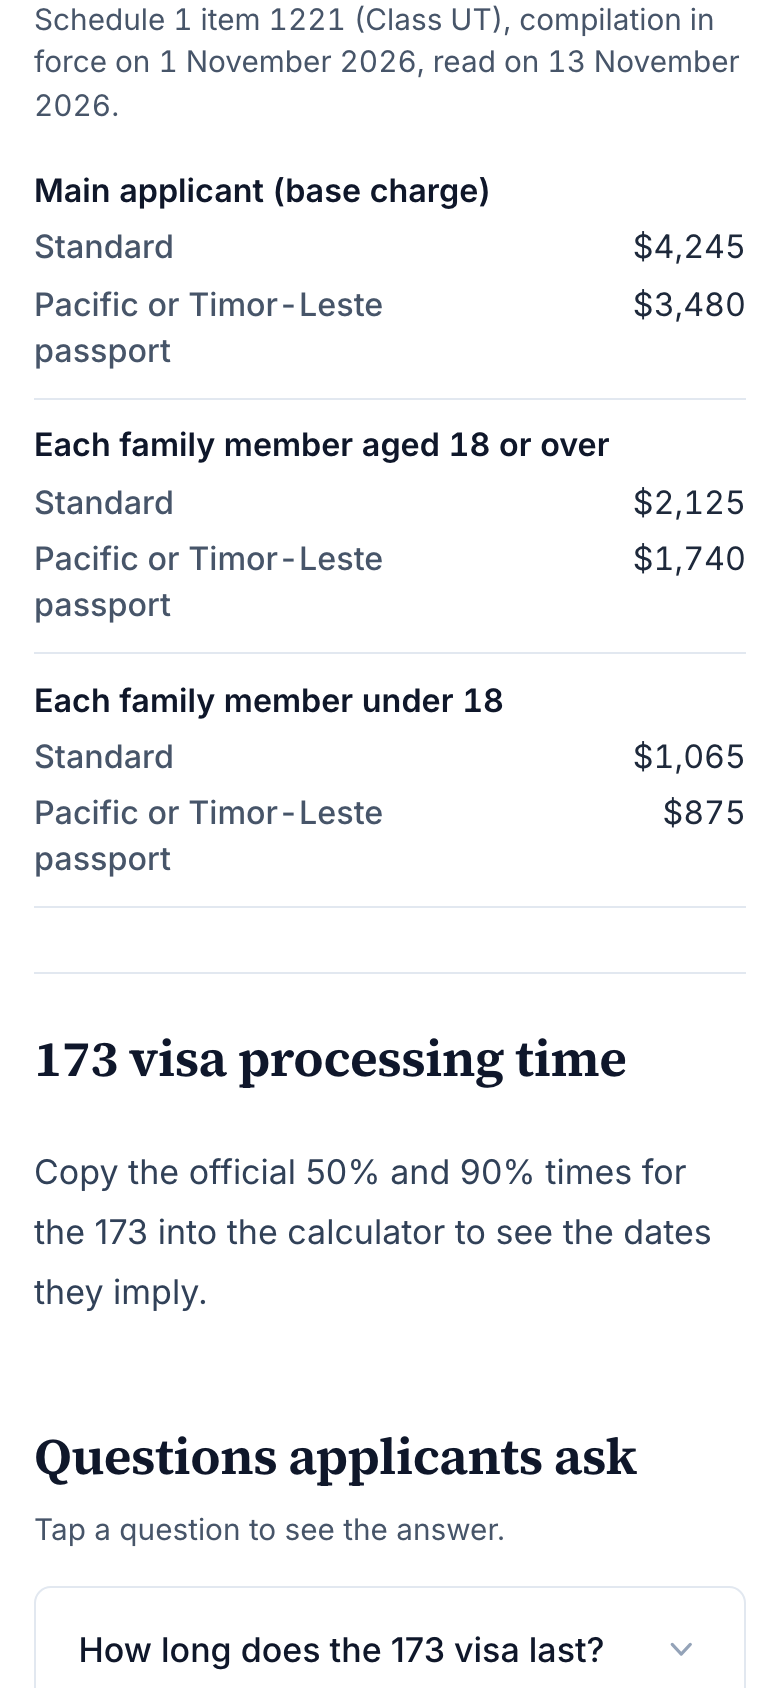 Schedule 1 item 1221 (Class UT), compilation in
force on 1 November 2026, read on 13 November
2026.
Main applicant (base charge)
Standard $4,245
Pacific or Timor-Leste $3,480
passport
Each family member aged 18 or over
Standard $2,125
Pacific or Timor-Leste $1,740
passport
Each family member under 18
Standard $1,065
Pacific or Timor-Leste $875
passport
173 visa processing time
Copy the official 50% and 90% times for
the 173 into the calculator to see the dates
they imply.
Questions applicants ask
Tap a question to see the answer.
How long does the 173 visa last?